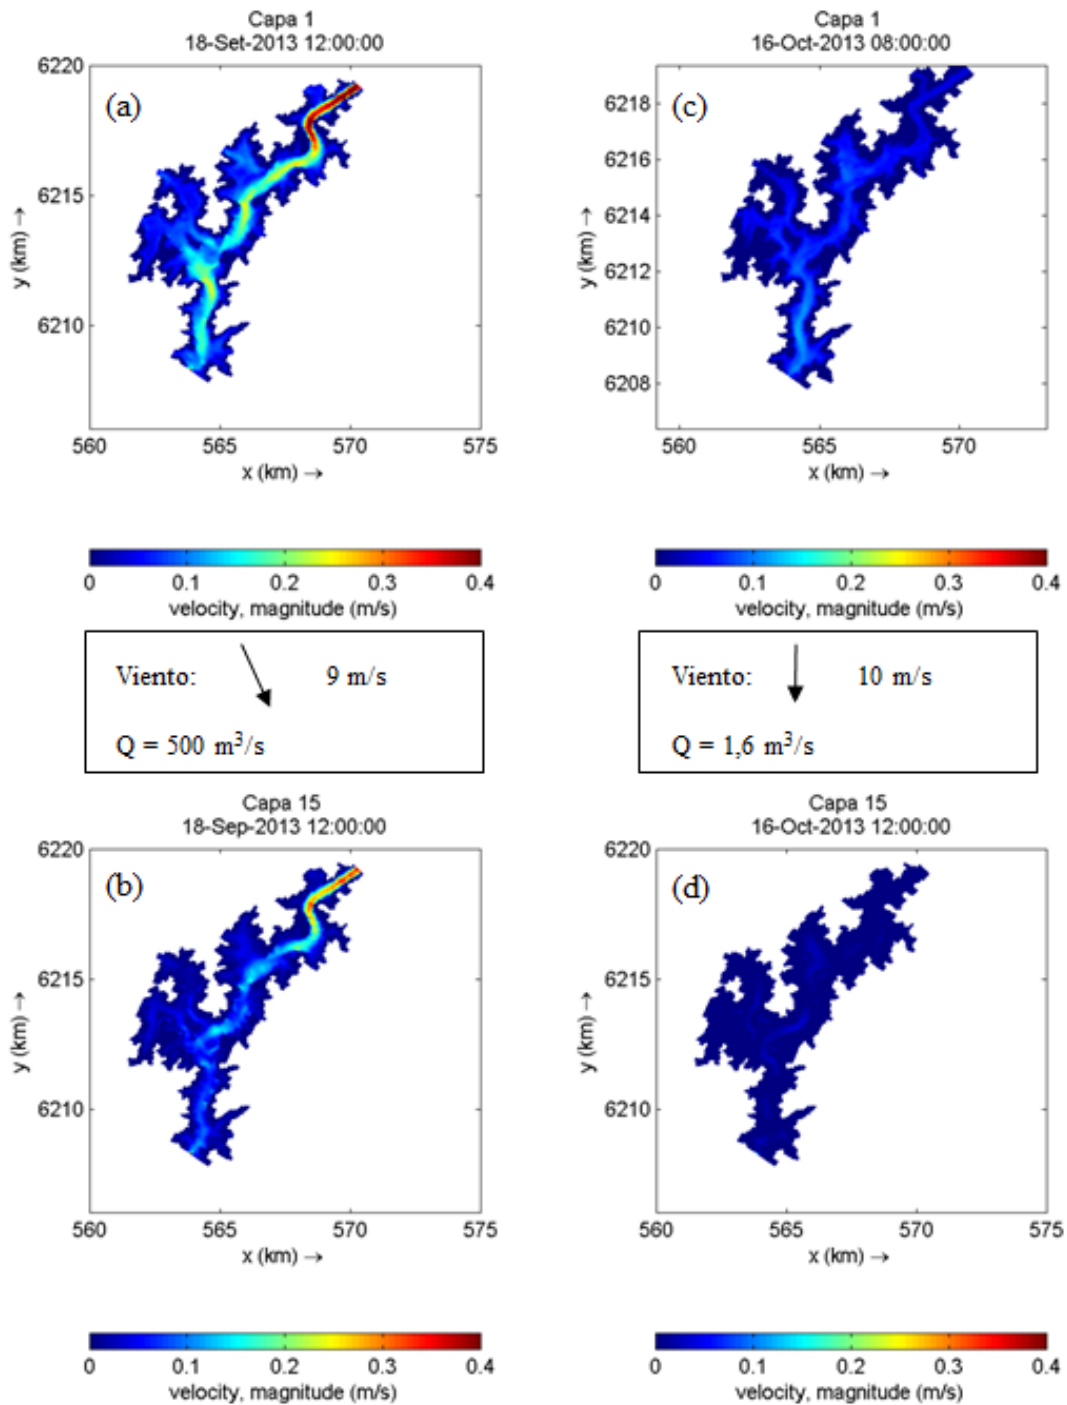 Capa 1
18-Set-2013 12:00:00
(a)
6220
6215
6210
y (km) →
560 565 570 575
x (km) →
0 0.1 0.2 0.3 0.4
velocity, magnitude (m/s)
Capa 1
16-Oct-2013 08:00:00
(c)
6218
6216
6214
6212
6210
6208
y (km) →
560 565 570
x (km) →
0 0.1 0.2 0.3 0.4
velocity, magnitude (m/s)
Viento: 9 m/s
Q = 500 m³/s
Viento: 10 m/s
Q = 1,6 m³/s
Capa 15
18-Sep-2013 12:00:00
(b)
6220
6215
6210
y (km) →
560 565 570 575
x (km) →
0 0.1 0.2 0.3 0.4
velocity, magnitude (m/s)
Capa 15
16-Oct-2013 12:00:00
(d)
6220
6215
6210
y (km) →
560 565 570 575
x (km) →
0 0.1 0.2 0.3 0.4
velocity, magnitude (m/s)